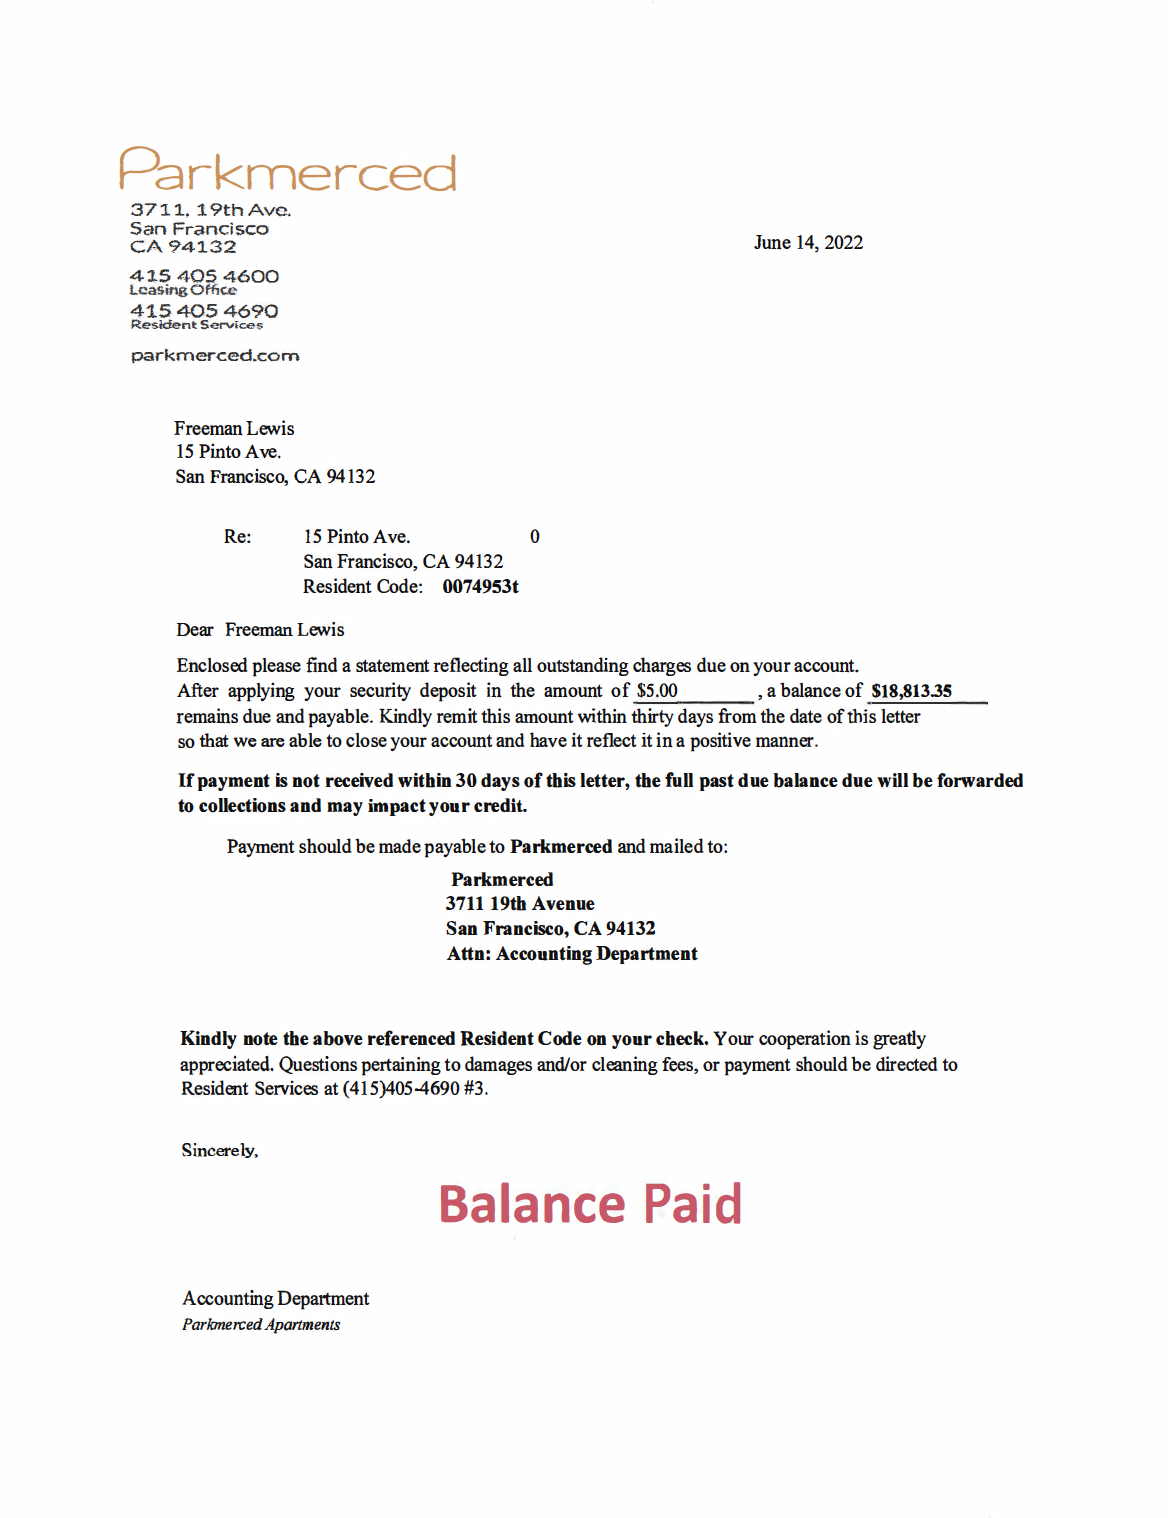 Parkmerced
3711. 19th Ave.
San Francisco
CA 94132
June 14, 2022
415 405 4600
Leasing Office
415 405 4690
Resident Services
parkmerced.com
Freeman Lewis
15 Pinto Ave.
San Francisco, CA 94132
Re: 15 Pinto Ave. 0
San Francisco, CA 94132
Resident Code: 0074953t
Dear Freeman Lewis
Enclosed please find a statement reflecting all outstanding charges due on your account.
After applying your security deposit in the amount of $5.00 , a balance of $18,813.35
remains due and payable. Kindly remit this amount within thirty days from the date of this letter
so that we are able to close your account and have it reflect it in a positive manner.
If payment is not received within 30 days of this letter, the full past due balance due will be forwarded
to collections and may impact your credit.
Payment should be made payable to Parkmerced and mailed to:
Parkmerced
3711 19th Avenue
San Francisco, CA 94132
Attn: Accounting Department
Kindly note the above referenced Resident Code on your check. Your cooperation is greatly
appreciated. Questions pertaining to damages and/or cleaning fees, or payment should be directed to
Resident Services at (415)405-4690 #3.
Sincerely,
Balance Paid
Accounting Department
Parkmerced Apartments